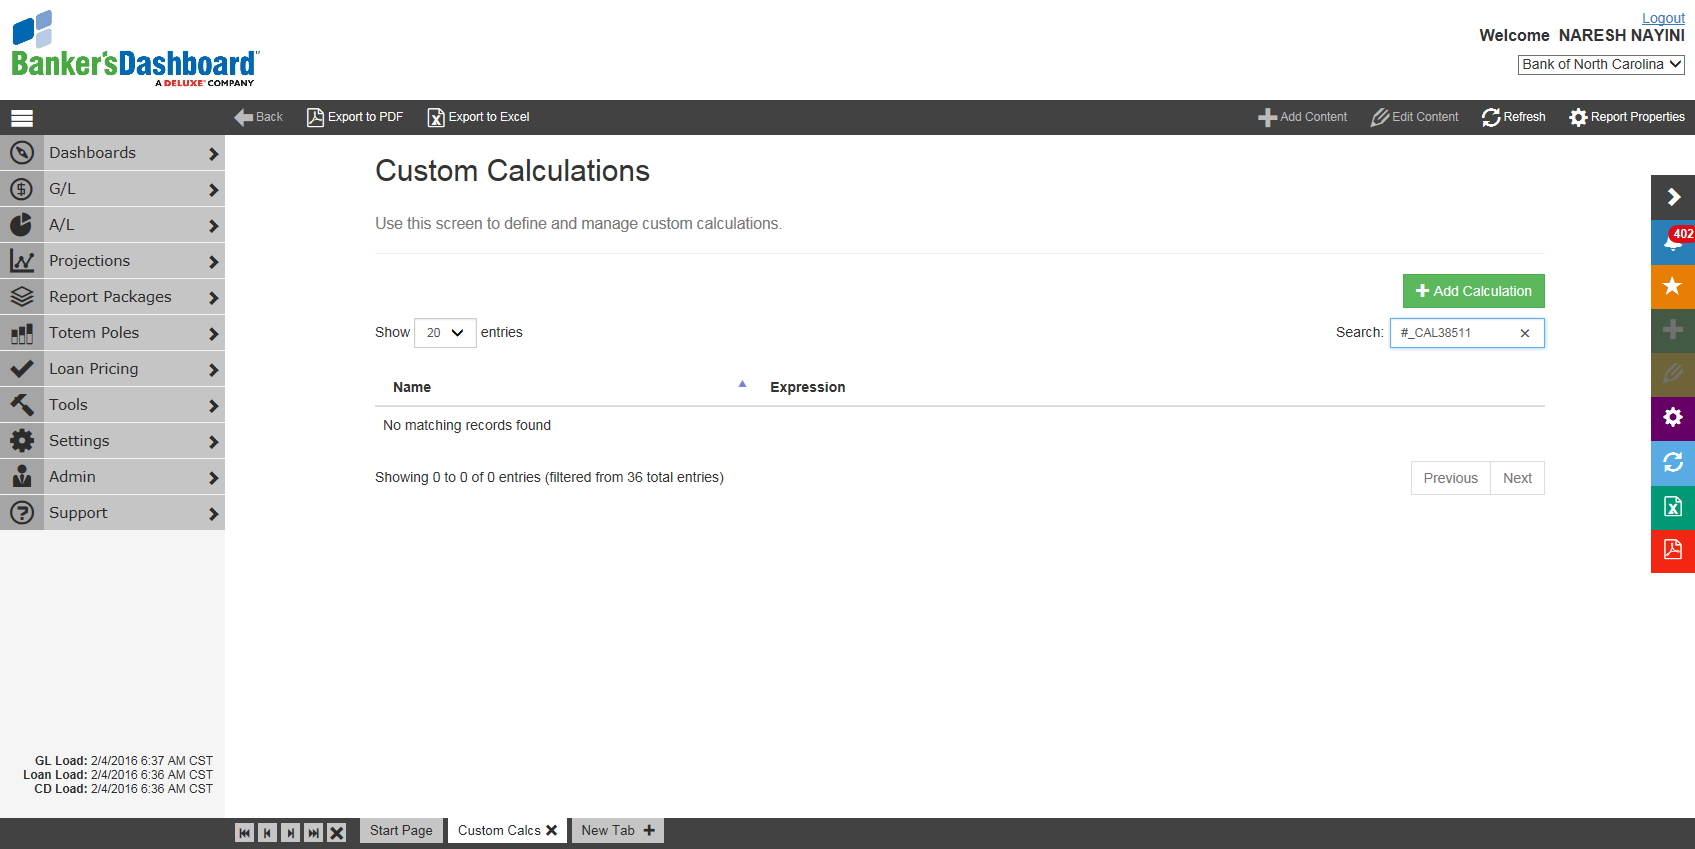 Logout
Welcome NARESH NAYINI
Bank of North Carolina
Banker'sDashboard
A DELUXE COMPANY
Back
Export to PDF
Export to Excel
Add Content
Edit Content
Refresh
Report Properties
Dashboards
G/L
A/L
Projections
Report Packages
Totem Poles
Loan Pricing
Tools
Settings
Admin
Support
Custom Calculations
Use this screen to define and manage custom calculations.
Add Calculation
Show 20 entries
Search: #_CAL38511
Name Expression
No matching records found
Showing 0 to 0 of 0 entries (filtered from 36 total entries)
Previous Next
402
GL Load: 2/4/2016 6:37 AM CST
Loan Load: 2/4/2016 6:36 AM CST
CD Load: 2/4/2016 6:36 AM CST
Start Page
Custom Calcs
New Tab